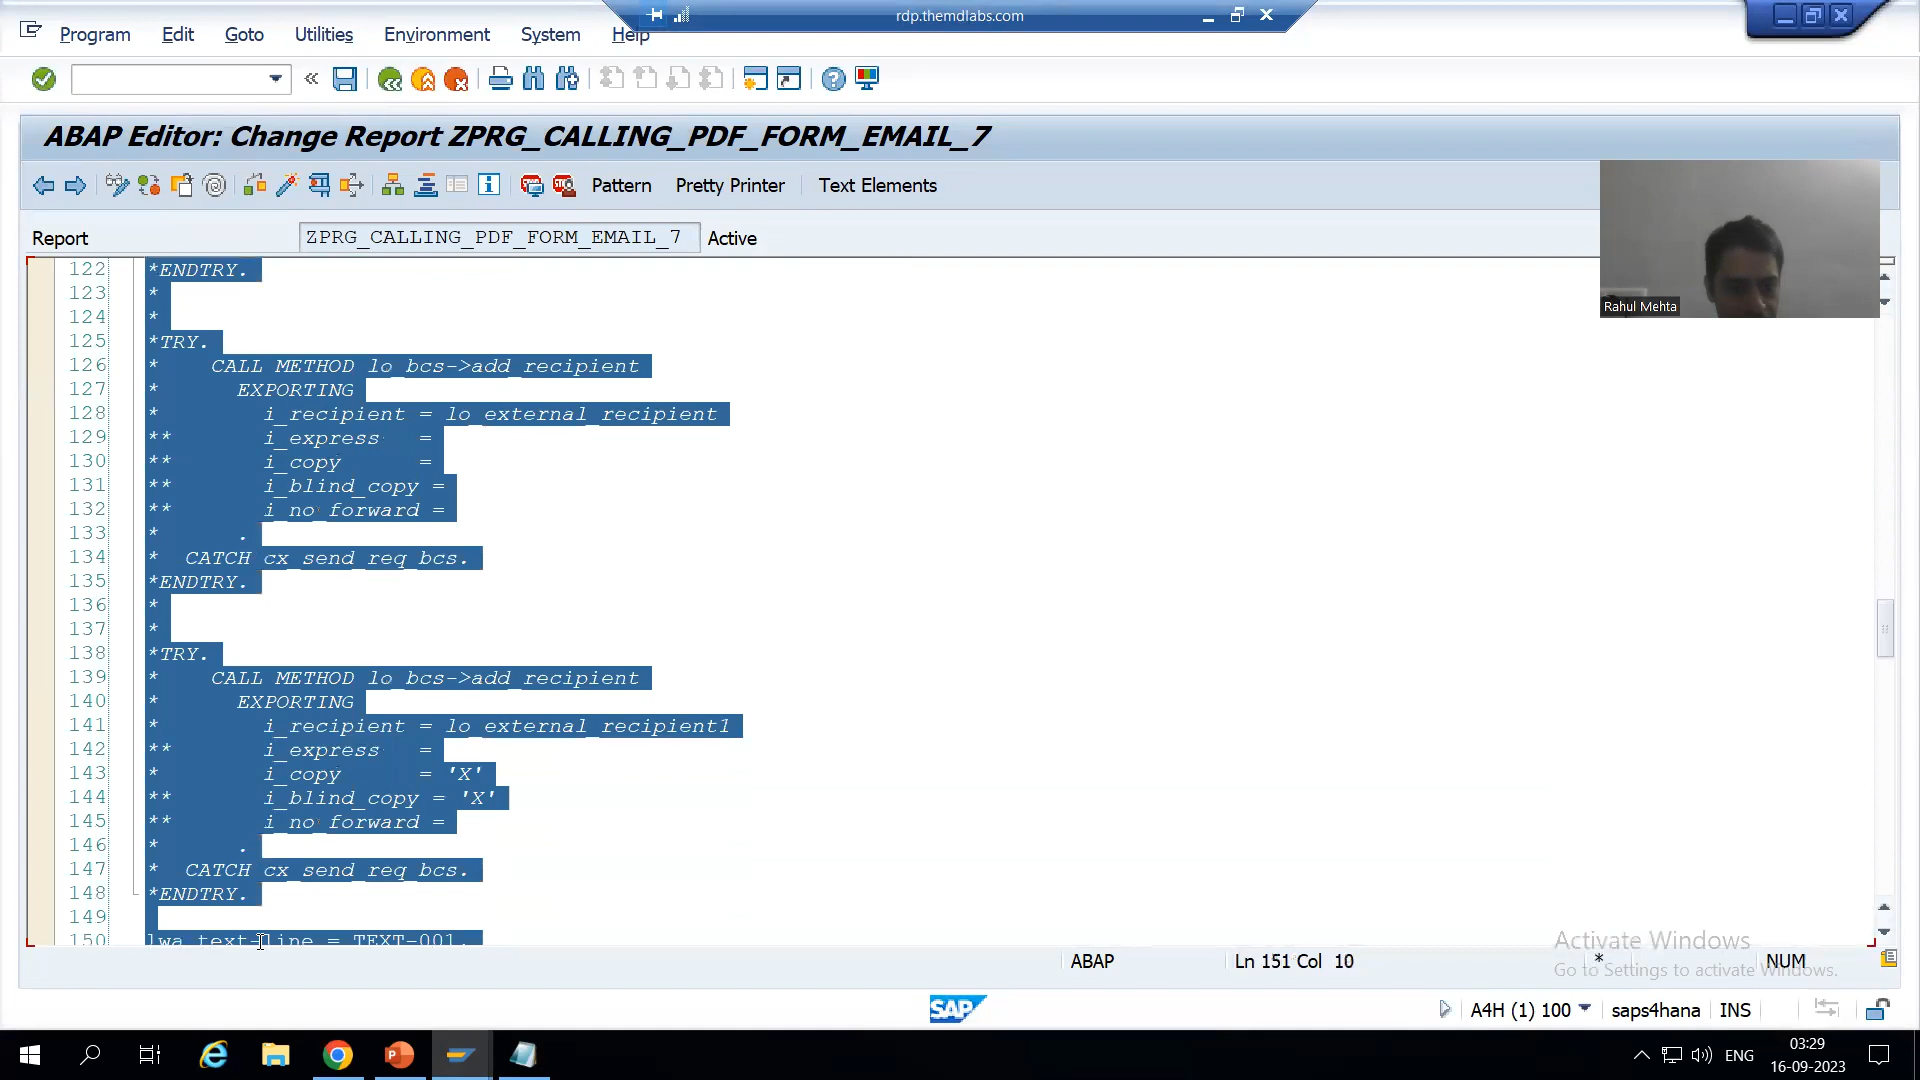 rdp.themdlabs.com
Program Edit Goto Utilities Environment System Help
ABAP Editor: Change Report ZPRG_CALLING_PDF_FORM_EMAIL_7
Pattern Pretty Printer Text Elements
Report ZPRG_CALLING_PDF_FORM_EMAIL_7 Active
Rahul Mehta
122 *ENDTRY.
123 *
124 *
125 *TRY.
126 * CALL METHOD lo_bcs->add_recipient
127 * EXPORTING
128 * i_recipient = lo_external_recipient
129 ** i_express =
130 ** i_copy =
131 ** i_blind_copy =
132 ** i_no_forward =
133 * .
134 * CATCH cx_send_req_bcs.
135 *ENDTRY.
136 *
137 *
138 *TRY.
139 * CALL METHOD lo_bcs->add_recipient
140 * EXPORTING
141 * i_recipient = lo_external_recipient1
142 ** i_express =
143 * i_copy = 'X'
144 ** i_blind_copy = 'X'
145 ** i_no_forward =
146 * .
147 * CATCH cx_send_req_bcs.
148 *ENDTRY.
149
150 lwa_text-line = TEXT-001.
Activate Windows
Go to Settings to activate Windows.
ABAP Ln 151 Col 10 * NUM
SAP A4H (1) 100 saps4hana INS
ENG 03:29
16-09-2023